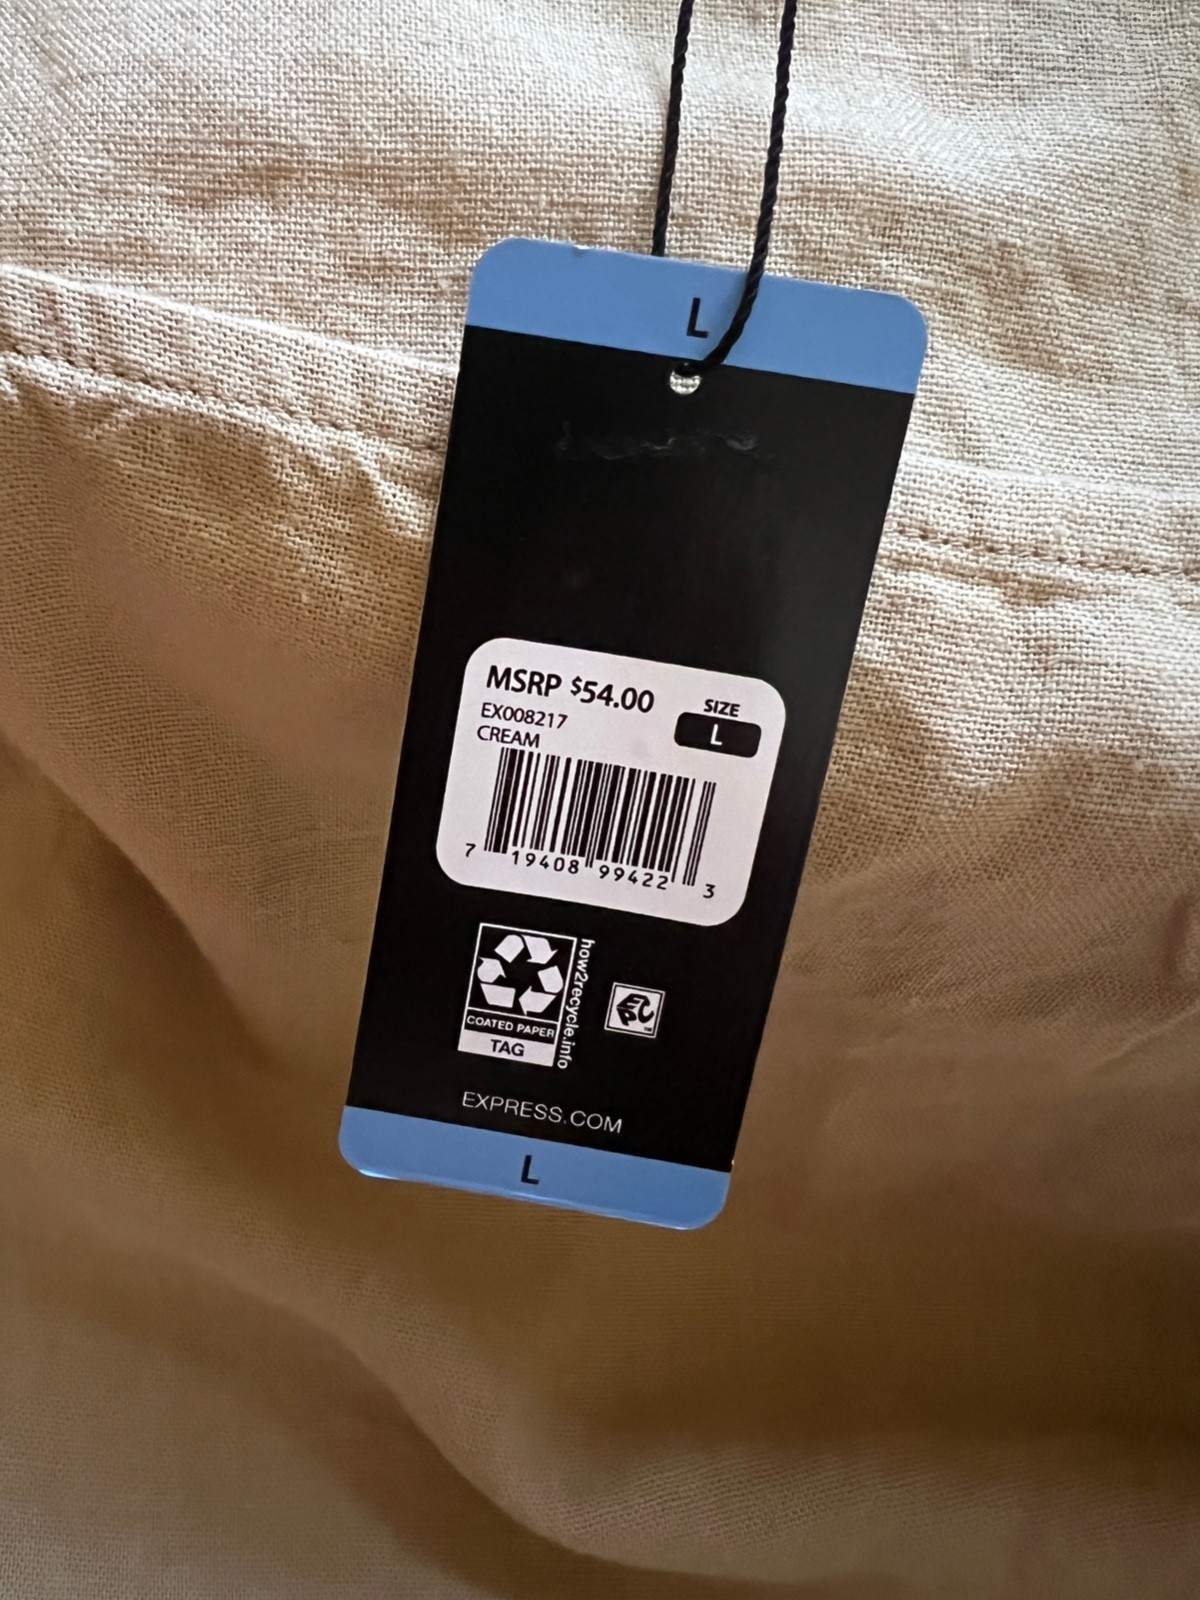 L
MSRP $54.00
EX008217
CREAM
SIZE
L
7 19408 99422 3
how2recycle.info
COATED PAPER
TAG
EXPRESS.COM
L